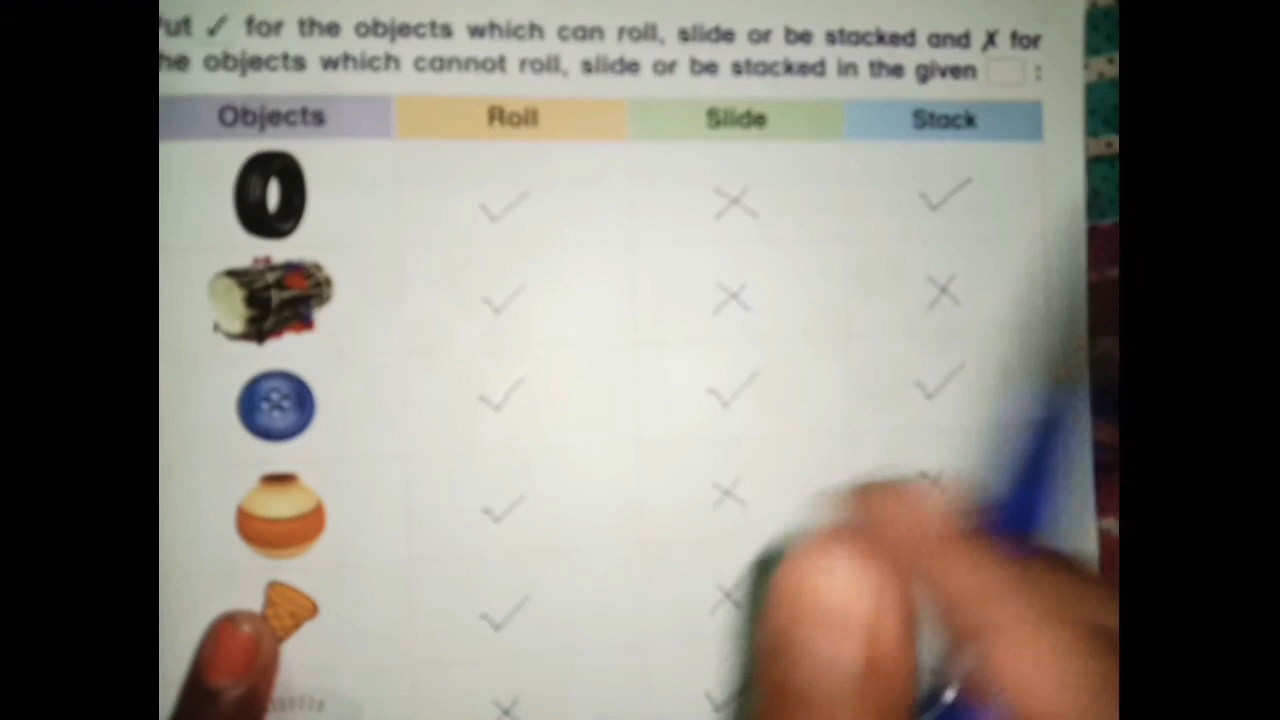 ut ✓ for the objects which can roll, slide or be stacked and ✗ for
he objects which cannot roll, slide or be stacked in the given :
Objects Roll Slide Stack
✓ ✗ ✓
✓ ✗ ✗
✓ ✓ ✓
✓ ✗ ✗
✓ ✗
✗